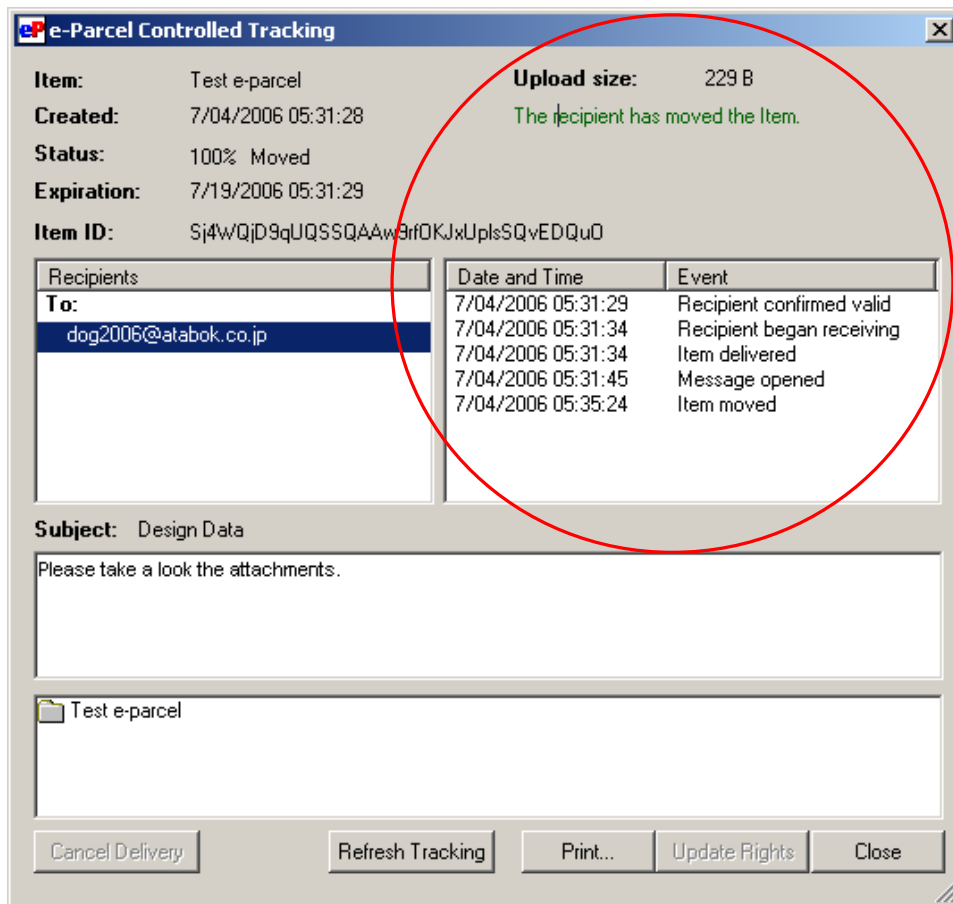 eP e-Parcel Controlled Tracking
Item: Test e-parcel Upload size: 229 B
Created: 7/04/2006 05:31:28 The recipient has moved the Item.
Status: 100% Moved
Expiration: 7/19/2006 05:31:29
Item ID: Sj4WQjD9qUQSSQAAw9rfOKJxUplsSQvEDQuO
Recipients Date and Time Event
To: 7/04/2006 05:31:29 Recipient confirmed valid
dog2006@atabok.co.jp 7/04/2006 05:31:34 Recipient began receiving
7/04/2006 05:31:34 Item delivered
7/04/2006 05:31:45 Message opened
7/04/2006 05:35:24 Item moved
Subject: Design Data
Please take a look the attachments.
Test e-parcel
Cancel Delivery Refresh Tracking Print... Update Rights Close